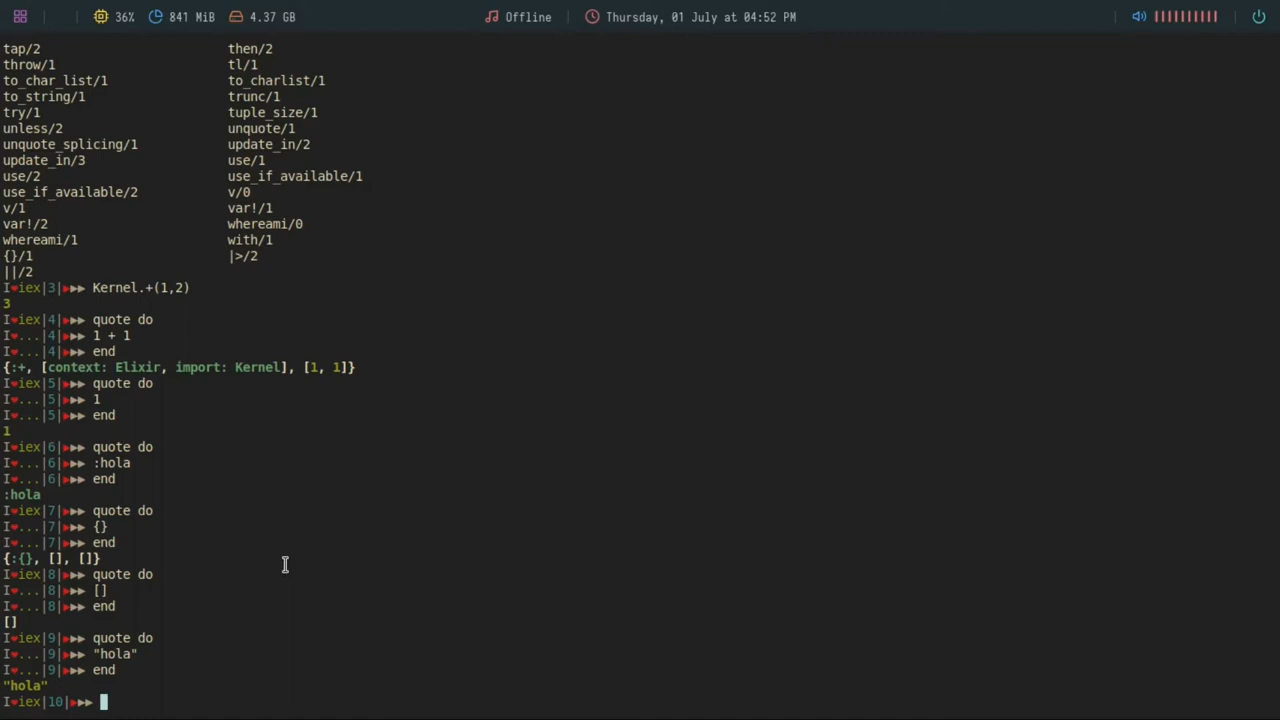 36% 841 MiB 4.37 GB Offline Thursday, 01 July at 04:52 PM
tap/2 then/2
throw/1 tl/1
to_char_list/1 to_charlist/1
to_string/1 trunc/1
try/1 tuple_size/1
unless/2 unquote/1
unquote_splicing/1 update_in/2
update_in/3 use/1
use/2 use_if_available/1
use_if_available/2 v/0
v/1 var!/1
var!/2 whereami/0
whereami/1 with/1
{}/1 |>/2
||/2
I❤iex|3|▶▶▶ Kernel.+(1,2)
3
I❤iex|4|▶▶▶ quote do
I❤...|4|▶▶▶ 1 + 1
I❤...|4|▶▶▶ end
{:+, [context: Elixir, import: Kernel], [1, 1]}
I❤iex|5|▶▶▶ quote do
I❤...|5|▶▶▶ 1
I❤...|5|▶▶▶ end
1
I❤iex|6|▶▶▶ quote do
I❤...|6|▶▶▶ :hola
I❤...|6|▶▶▶ end
:hola
I❤iex|7|▶▶▶ quote do
I❤...|7|▶▶▶ {}
I❤...|7|▶▶▶ end
{:{}, [], []}
I❤iex|8|▶▶▶ quote do
I❤...|8|▶▶▶ []
I❤...|8|▶▶▶ end
[]
I❤iex|9|▶▶▶ quote do
I❤...|9|▶▶▶ "hola"
I❤...|9|▶▶▶ end
"hola"
I❤iex|10|▶▶▶